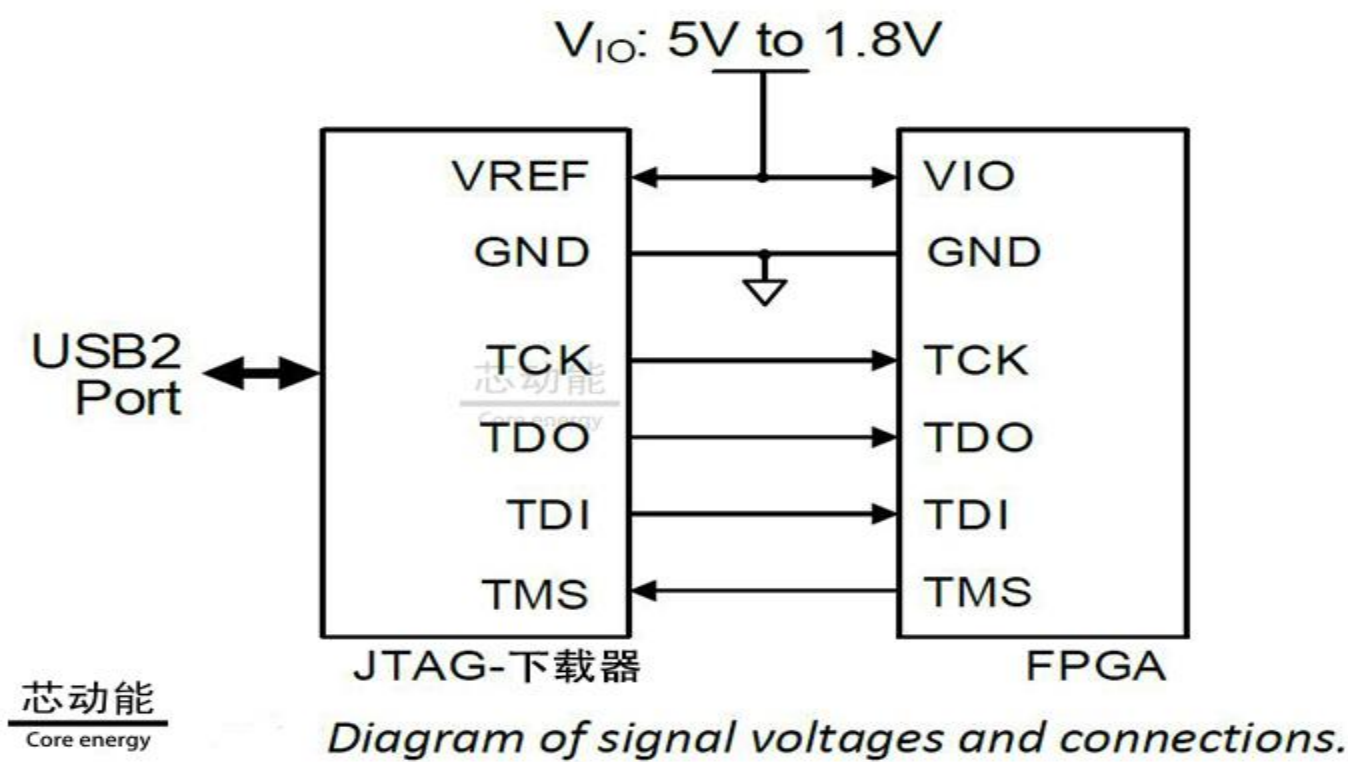 VIO: 5V to 1.8V
VREF
VIO
GND
GND
USB2
Port
TCK
TCK
芯动能
Core energy
TDO
TDO
TDI
TDI
TMS
TMS
JTAG-下载器
FPGA
芯动能
Core energy
Diagram of signal voltages and connections.